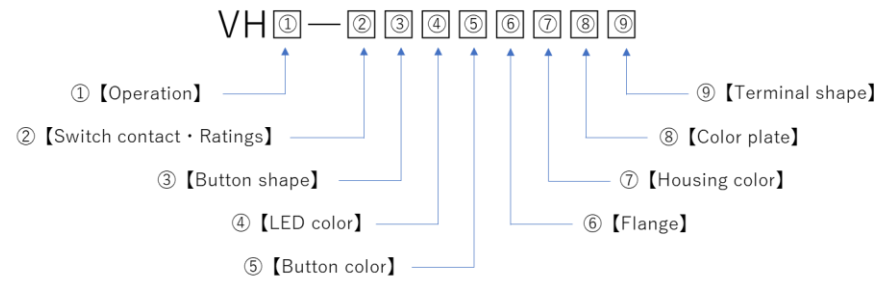 VH①—②③④⑤⑥⑦⑧⑨
①【Operation】
⑨【Terminal shape】
②【Switch contact・Ratings】
⑧【Color plate】
③【Button shape】
⑦【Housing color】
④【LED color】
⑥【Flange】
⑤【Button color】